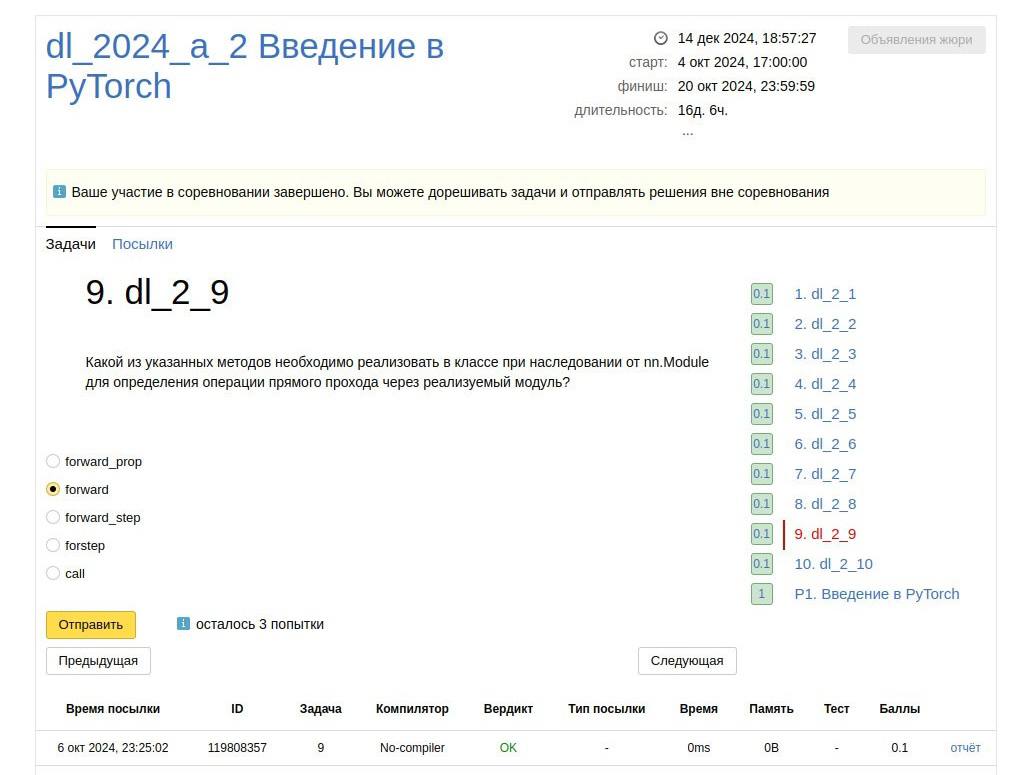 dl_2024_a_2 Введение в
PyTorch
14 дек 2024, 18:57:27
старт: 4 окт 2024, 17:00:00
финиш: 20 окт 2024, 23:59:59
длительность: 16д. 6ч.
...
Объявления жюри
Ваше участие в соревновании завершено. Вы можете дорешивать задачи и отправлять решения вне соревнования
Задачи Посылки
9. dl_2_9
Какой из указанных методов необходимо реализовать в классе при наследовании от nn.Module
для определения операции прямого прохода через реализуемый модуль?
forward_prop
forward
forward_step
forstep
call
Отправить осталось 3 попытки
Предыдущая Следующая
0.1 1. dl_2_1
0.1 2. dl_2_2
0.1 3. dl_2_3
0.1 4. dl_2_4
0.1 5. dl_2_5
0.1 6. dl_2_6
0.1 7. dl_2_7
0.1 8. dl_2_8
0.1 9. dl_2_9
0.1 10. dl_2_10
1 P1. Введение в PyTorch
Время посылки ID Задача Компилятор Вердикт Тип посылки Время Память Тест Баллы
6 окт 2024, 23:25:02 119808357 9 No-compiler OK - 0ms 0B - 0.1 отчёт